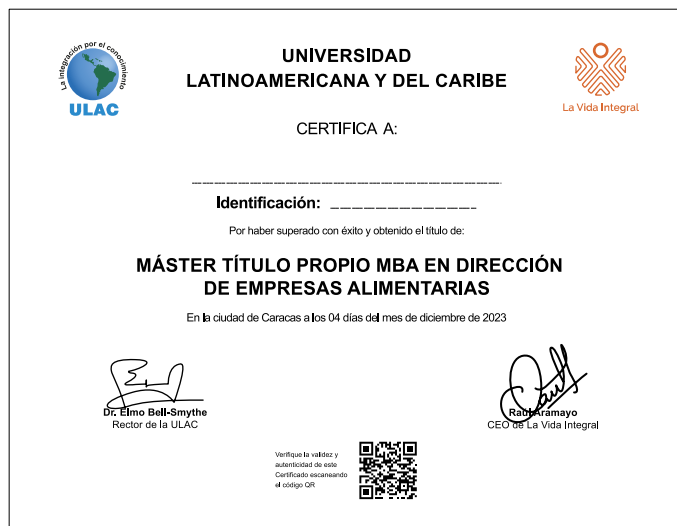 La integración por el conocimiento
ULAC
UNIVERSIDAD
LATINOAMERICANA Y DEL CARIBE
La Vida Integral
CERTIFICA A:
Identificación:
Por haber superado con éxito y obtenido el título de:
MÁSTER TÍTULO PROPIO MBA EN DIRECCIÓN
DE EMPRESAS ALIMENTARIAS
En la ciudad de Caracas a los 04 días del mes de diciembre de 2023
Dr. Elmo Bell-Smythe
Rector de la ULAC
Raúl Aramayo
CEO de La Vida Integral
Verifique la validez y
autenticidad de este
Certificado escaneando
el código QR